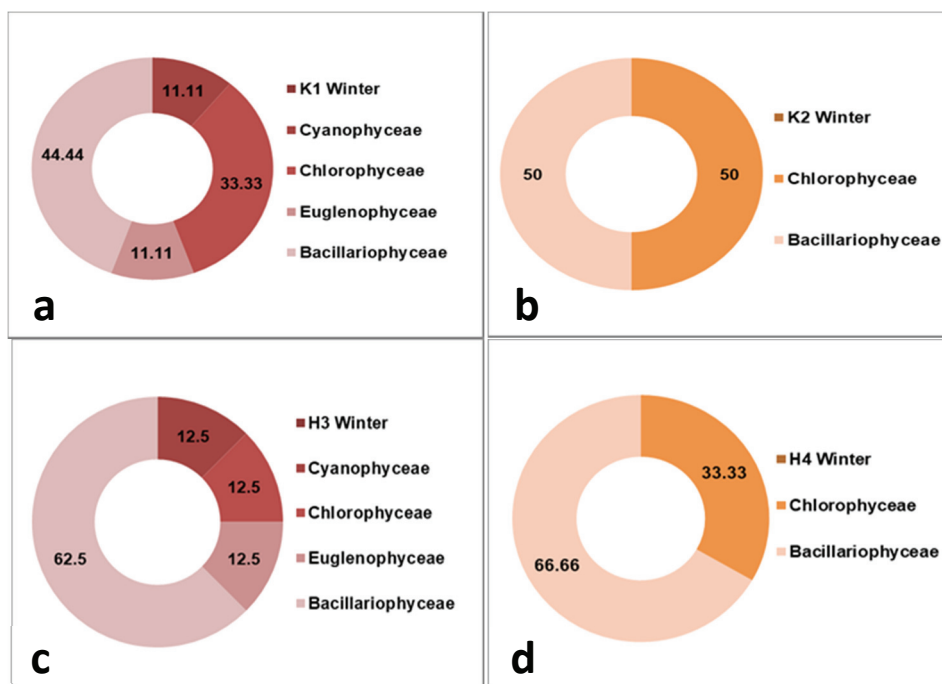 11.11
33.33
11.11
44.44
K1 Winter
Cyanophyceae
Chlorophyceae
Euglenophyceae
Bacillariophyceae
a
50
50
K2 Winter
Chlorophyceae
Bacillariophyceae
b
12.5
12.5
12.5
62.5
H3 Winter
Cyanophyceae
Chlorophyceae
Euglenophyceae
Bacillariophyceae
c
33.33
66.66
H4 Winter
Chlorophyceae
Bacillariophyceae
d